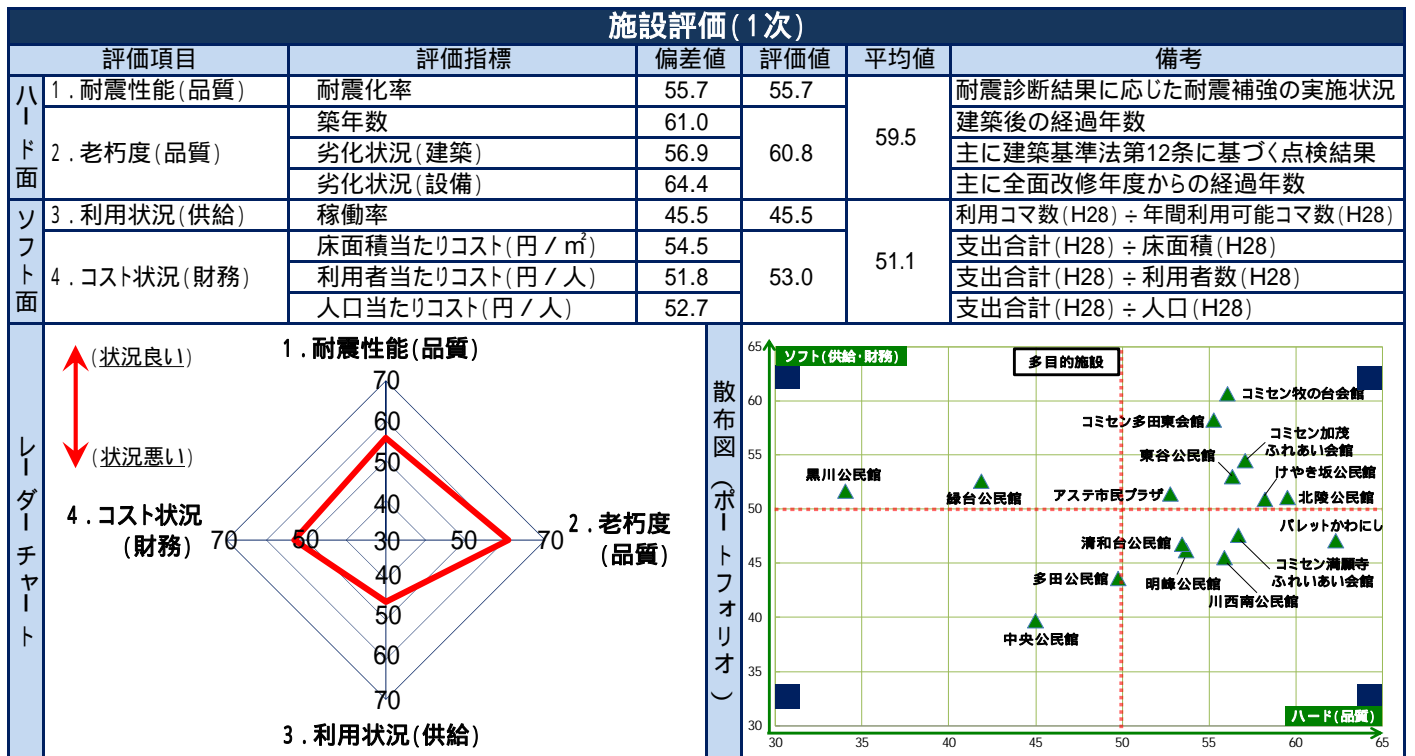 施設評価(1次)
評価項目 評価指標 偏差値 評価値 平均値 備考
ハード面
1.耐震性能(品質) 耐震化率 55.7 55.7 59.5 耐震診断結果に応じた耐震補強の実施状況
2.老朽度(品質) 築年数 61.0 60.8 建築後の経過年数
劣化状況(建築) 56.9 主に建築基準法第12条に基づく点検結果
劣化状況(設備) 64.4 主に全面改修年度からの経過年数
ソフト面
3.利用状況(供給) 稼働率 45.5 45.5 51.1 利用コマ数(H28)÷年間利用可能コマ数(H28)
4.コスト状況(財務) 床面積当たりコスト(円/㎡) 54.5 53.0 支出合計(H28)÷床面積(H28)
利用者当たりコスト(円/人) 51.8 支出合計(H28)÷利用者数(H28)
人口当たりコスト(円/人) 52.7 支出合計(H28)÷人口(H28)
レーダーチャート
(状況良い)
(状況悪い)
1.耐震性能(品質)
70
60
50
40
4.コスト状況
(財務)
70 50 30 50 70
2.老朽度
(品質)
40
50
60
70
3.利用状況(供給)
散布図(ポートフォリオ)
ソフト(供給・財務)
多目的施設
65
60
55
50
45
40
35
30
コミセン牧の台会館
コミセン多田東会館
コミセン加茂
ふれあい会館
東谷公民館
けやき坂公民館
黒川公民館
緑台公民館
アステ市民プラザ
北陵公民館
パレットかわにし
清和台公民館
明峰公民館
コミセン満願寺
ふれいあい会館
多田公民館
川西南公民館
中央公民館
ハード(品質)
30 35 40 45 50 55 60 65